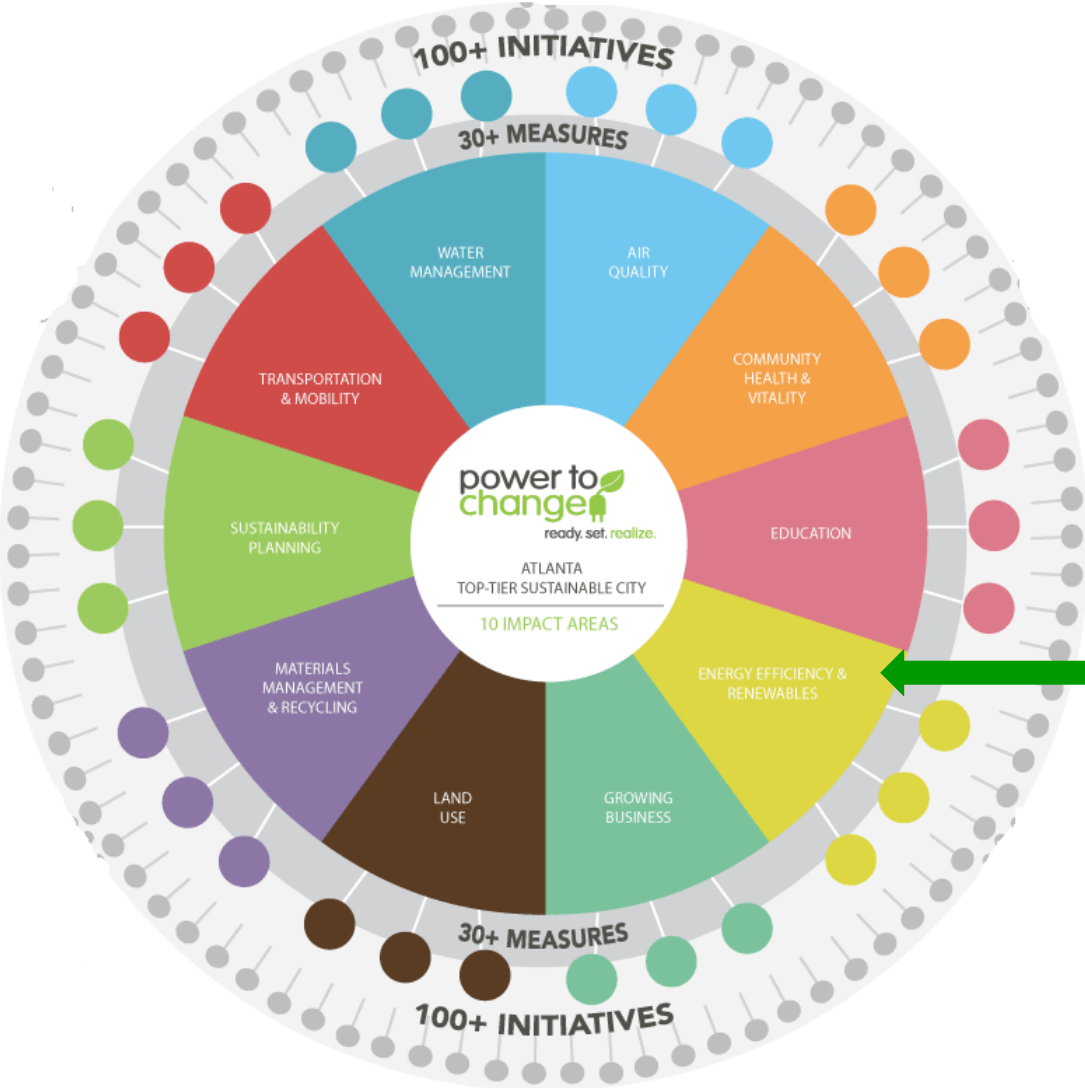 100+ INITIATIVES
30+ MEASURES
WATER
MANAGEMENT
AIR
QUALITY
TRANSPORTATION
& MOBILITY
COMMUNITY
HEALTH &
VITALITY
SUSTAINABILITY
PLANNING
power to
change
ready. set. realize.
ATLANTA
TOP-TIER SUSTAINABLE CITY
10 IMPACT AREAS
EDUCATION
MATERIALS
MANAGEMENT
& RECYCLING
ENERGY EFFICIENCY &
RENEWABLES
LAND
USE
GROWING
BUSINESS
30+ MEASURES
100+ INITIATIVES